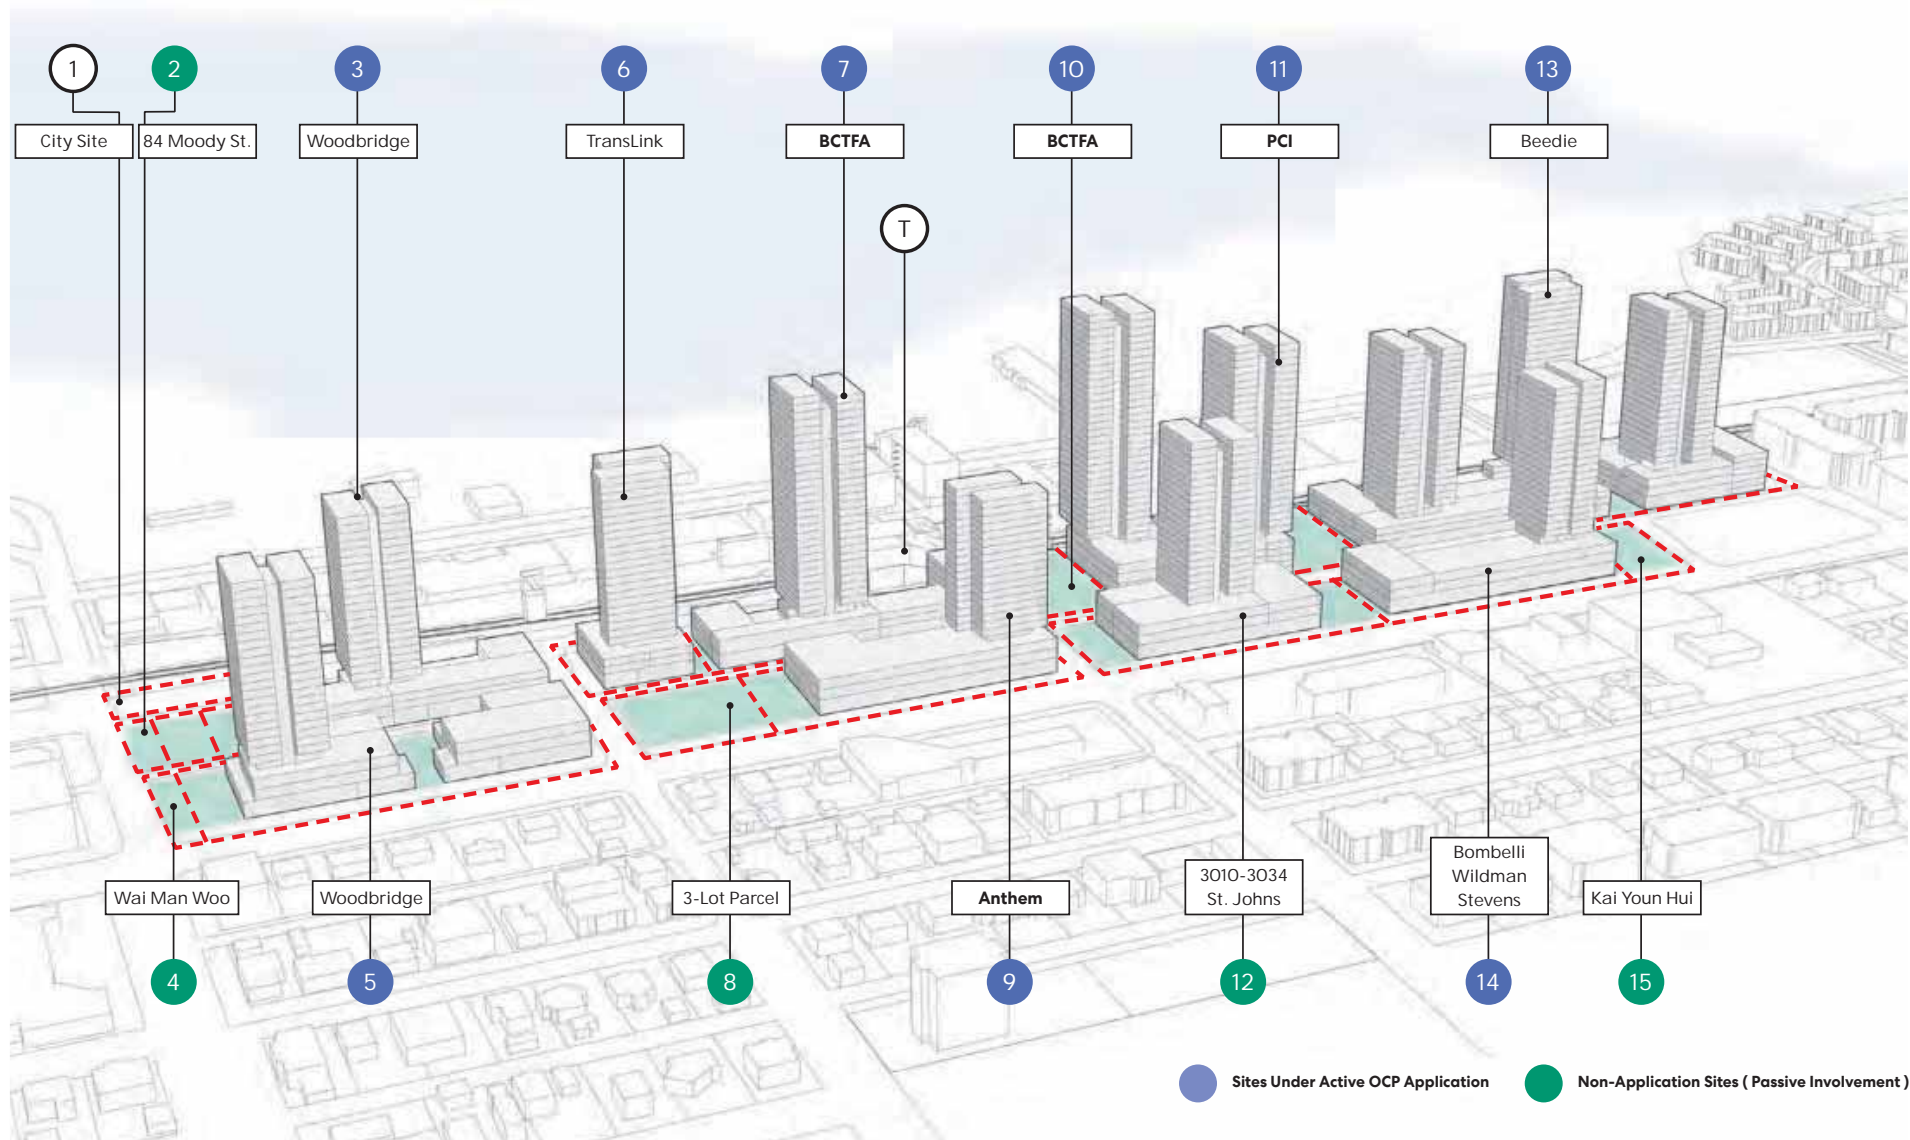 1
2
3
6
7
10
11
13
City Site
84 Moody St.
Woodbridge
TransLink
BCTFA
BCTFA
PCI
Beedie
T
Wai Man Woo
Woodbridge
3-Lot Parcel
Anthem
3010-3034
St. Johns
Bombelli
Wildman
Stevens
Kai Youn Hui
4
5
8
9
12
14
15
Sites Under Active OCP Application
Non-Application Sites ( Passive Involvement )